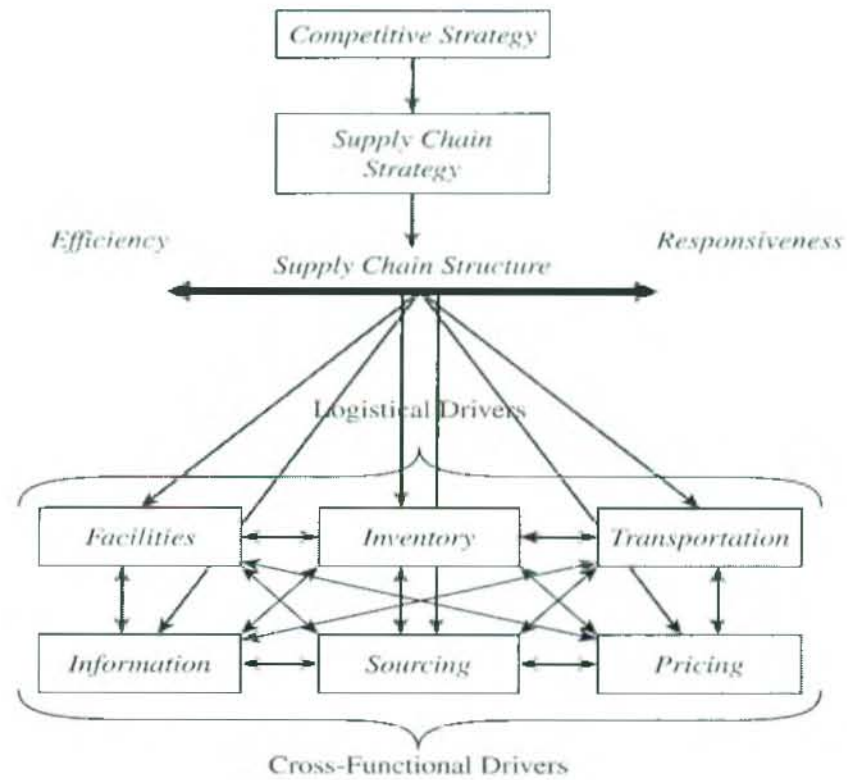 Competitive Strategy
Supply Chain
Strategy
Efficiency
Responsiveness
Supply Chain Structure
Logistical Drivers
Facilities
Inventory
Transportation
Information
Sourcing
Pricing
Cross-Functional Drivers